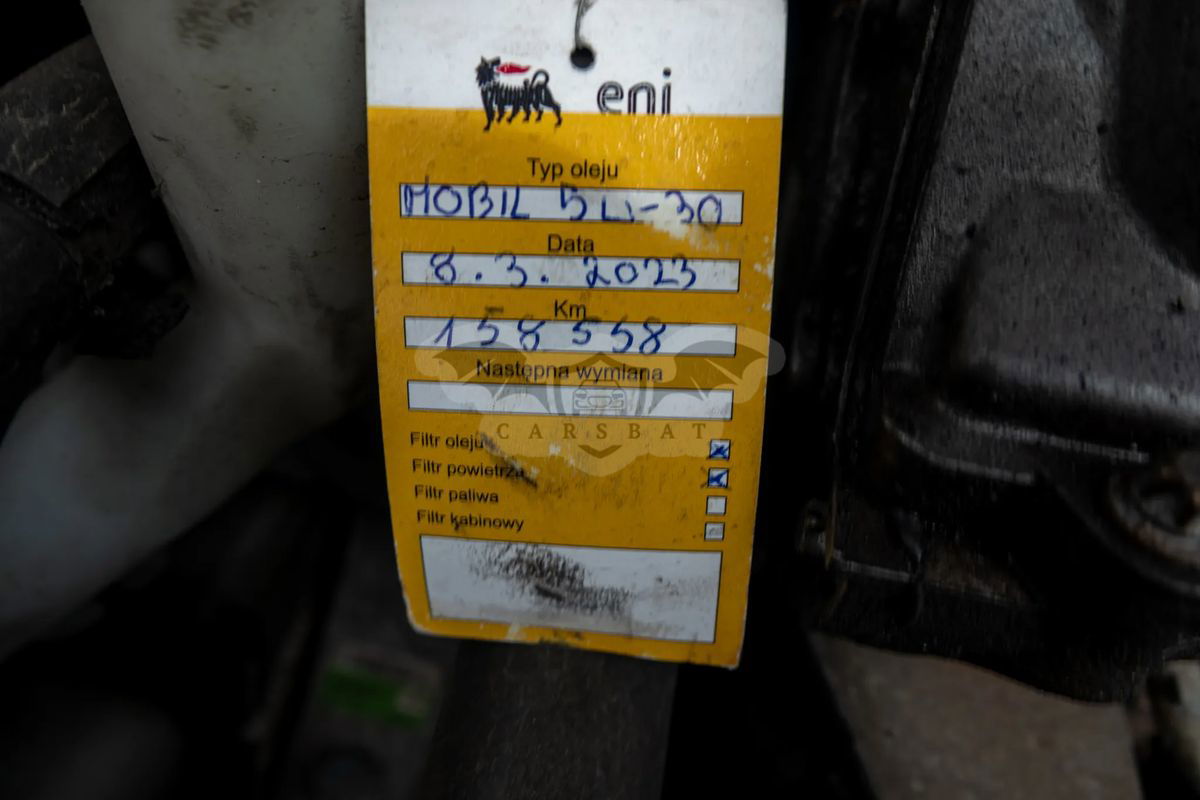 eni
Typ oleju
MOBIL 5W-30
Data
8.3.2023
Km
158558
Następna wymiana
CARSBAT
Filtr oleju
Filtr powietrza
Filtr paliwa
Filtr kabinowy